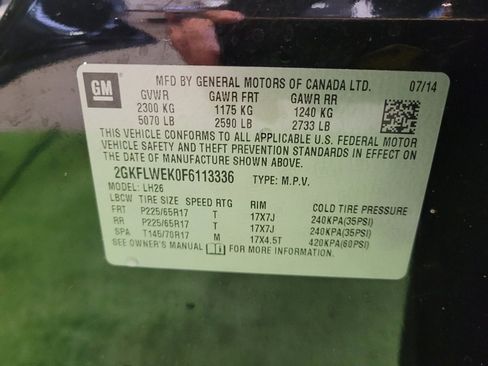 GM
MFD BY GENERAL MOTORS OF CANADA LTD. 07/14
GVWR GAWR FRT GAWR RR
2300 KG 1175 KG 1240 KG
5070 LB 2590 LB 2733 LB
THIS VEHICLE CONFORMS TO ALL APPLICABLE U.S. FEDERAL MOTOR
VEHICLE SAFETY AND THEFT PREVENTION STANDARDS IN EFFECT ON
THE DATE OF MANUFACTURE SHOWN ABOVE.
2GKFLWEK0F6113336 TYPE: M.P.V.
MODEL: LH26
LBCW TIRE SIZE SPEED RTG RIM
FRT P225/65R17 T 17X7J 240KPA(35PSI)
RR P225/65R17 T 17X7J 240KPA(35PSI)
SPA T145/70R17 M 17X4.5T 420KPA(60PSI)
SEE OWNER'S MANUAL FOR MORE INFORMATION.